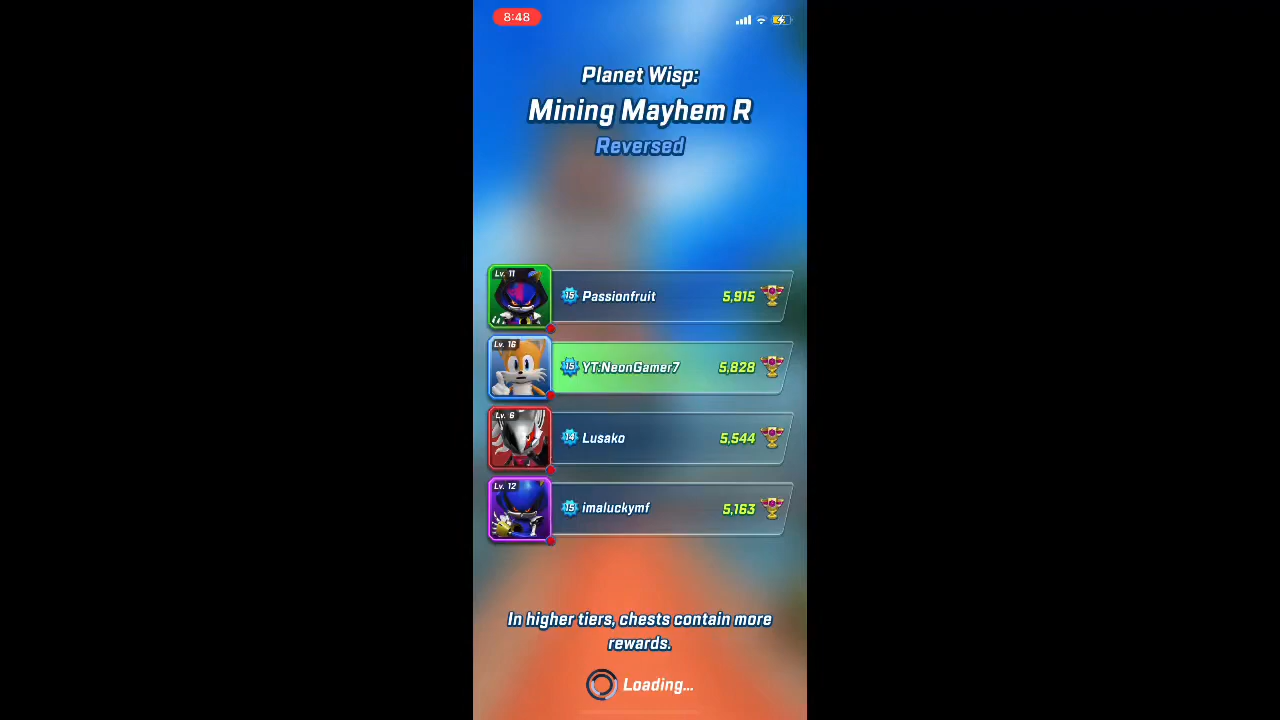 8:48
Planet Wisp:
Mining Mayhem R
Reversed
Lv. 11
15 Passionfruit 5,915
Lv. 16
15 YT:NeonGamer7 5,828
Lv. 6
14 Lusako 5,544
Lv. 12
15 imaluckymf 5,163
In higher tiers, chests contain more
rewards.
Loading...